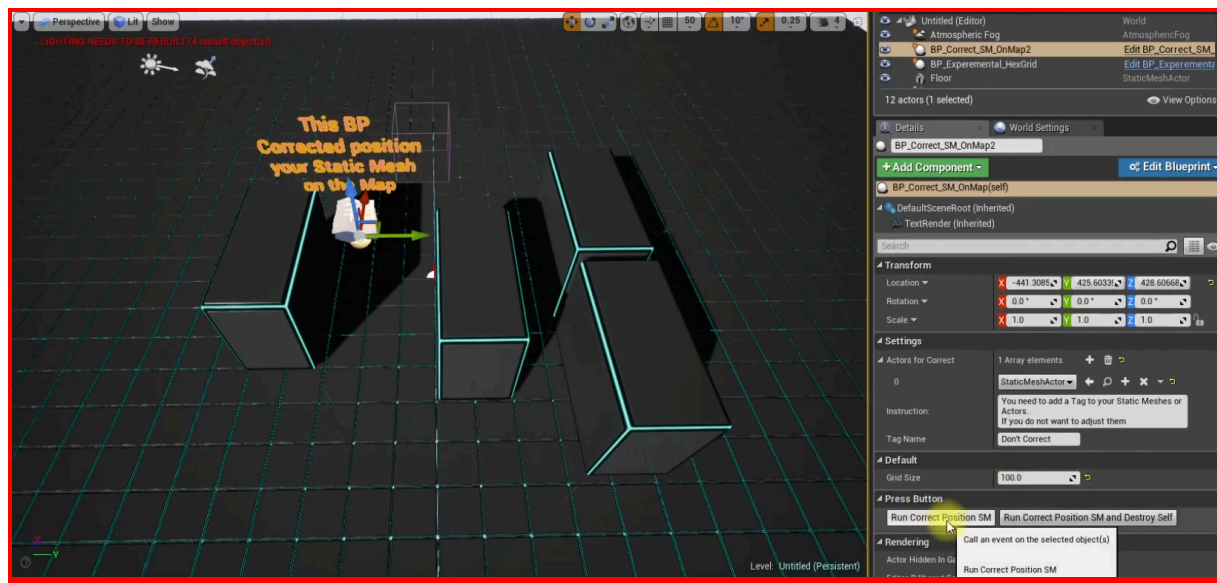 Perspective
Lit
Show
50
10°
0.25
4
LIGHTING NEEDS TO BE REBUILT (4 unbuilt object(s))
This BP
Corrected position
your Static Mesh
on the Map
X
Y
Level: Untitled (Persistent)
Untitled (Editor) World
Atmospheric Fog AtmosphericFog
BP_Correct_SM_OnMap2 Edit BP_Correct_SM_
BP_Experemental_HexGrid Edit BP_Experementa
Floor StaticMeshActor
12 actors (1 selected) View Options
Details World Settings
BP_Correct_SM_OnMap2
+Add Component Edit Blueprint
BP_Correct_SM_OnMap(self)
DefaultSceneRoot (Inherited)
TextRender (Inherited)
Search
Transform
Location X -441.3085 Y 425.6033 Z 428.60668
Rotation X 0.0° Y 0.0° Z 0.0°
Scale X 1.0 Y 1.0 Z 1.0
Settings
Actors for Correct 1 Array elements
0 StaticMeshActor
Instruction: You need to add a Tag to your Static Meshes or
Actors.
If you do not want to adjust them
Tag Name Don't Correct
Default
Grid Size 100.0
Press Button
Run Correct Position SM Run Correct Position SM and Destroy Self
Call an event on the selected object(s)
Rendering
Actor Hidden In Ga
Run Correct Position SM